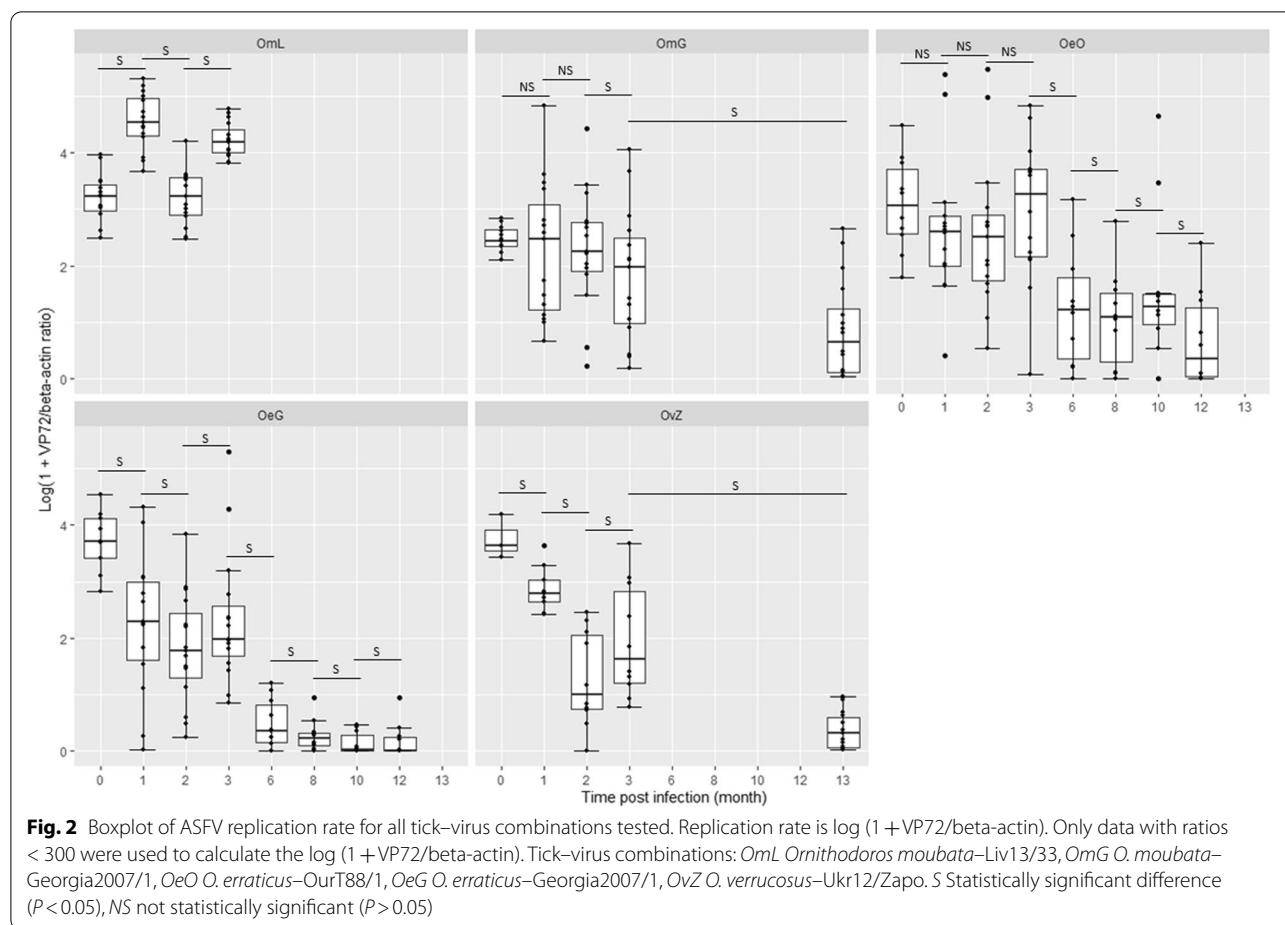 OmL
OmG
OeO
S
S
S
NS
NS
S
S
NS
NS
NS
S
S
S
S
4
2
0
0 1 2 3 6 8 10 12 13
Log(1 + VP72/beta-actin ratio)
OeG
OvZ
S
S
S
S
S
S
S
S
S
S
S
4
2
0
0 1 2 3 6 8 10 12 13
0 1 2 3 6 8 10 12 13
Time post infection (month)
Fig. 2 Boxplot of ASFV replication rate for all tick–virus combinations tested. Replication rate is log (1 + VP72/beta-actin). Only data with ratios
< 300 were used to calculate the log (1 + VP72/beta-actin). Tick–virus combinations: OmL Ornithodoros moubata–Liv13/33, OmG O. moubata–
Georgia2007/1, OeO O. erraticus–OurT88/1, OeG O. erraticus–Georgia2007/1, OvZ O. verrucosus–Ukr12/Zapo. S Statistically significant difference
(P < 0.05), NS not statistically significant (P > 0.05)